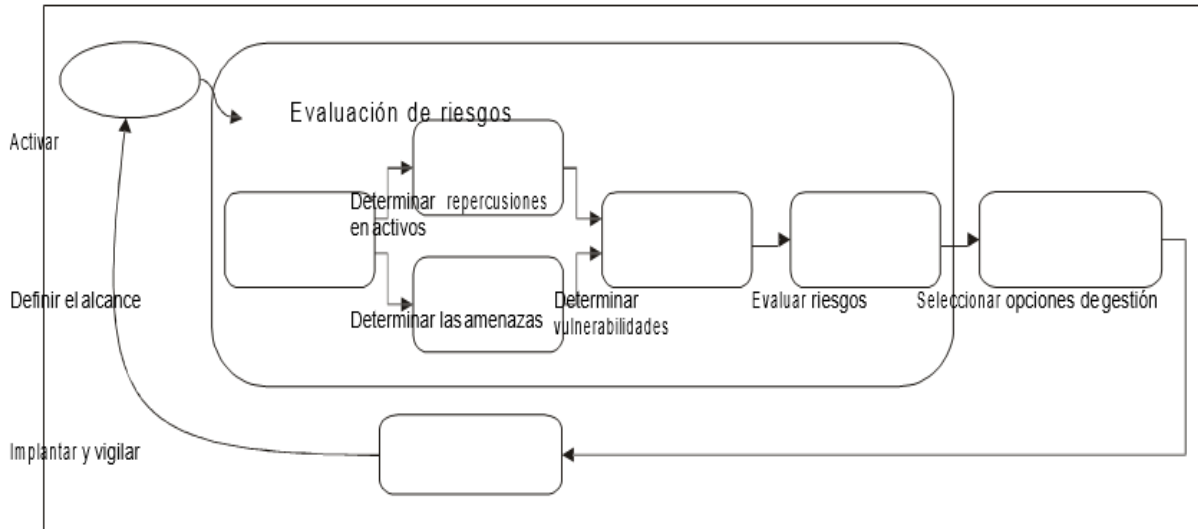 Evaluación de riesgos
Activar
Determinar repercusiones
en activos
Definir el alcance
Determinar las amenazas
Determinar
vulnerabilidades
Evaluar riesgos
Seleccionar opciones de gestión
Implantar y vigilar